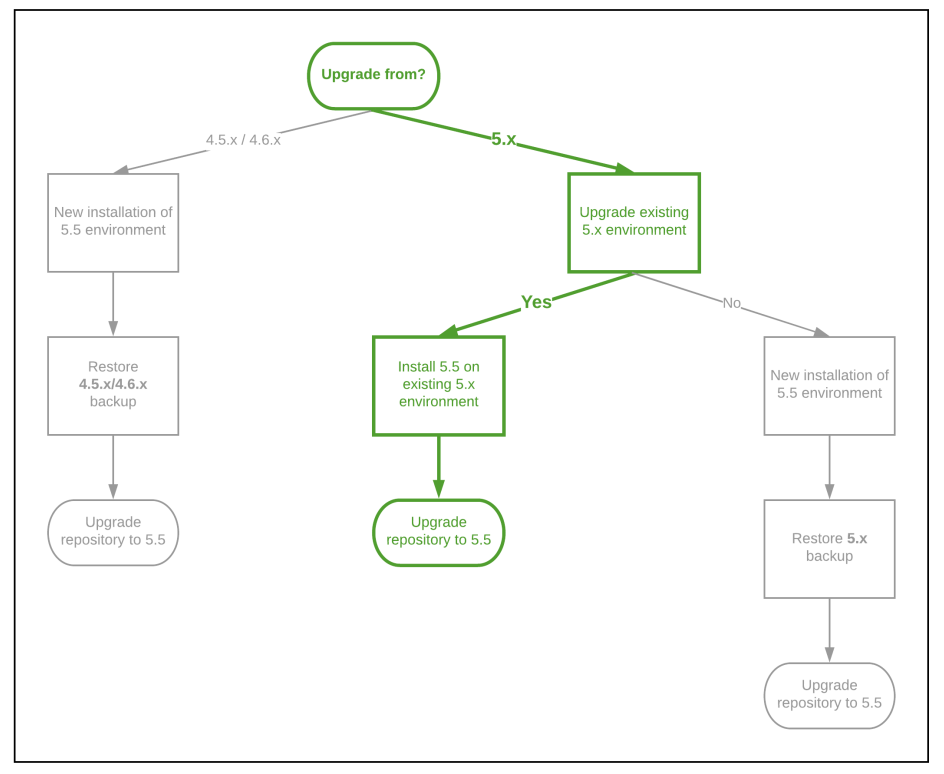 Upgrade from?
4.5.x / 4.6.x
5.x
New installation of
5.5 environment
Upgrade existing
5.x environment
Yes
No
Restore
4.5.x/4.6.x
backup
Install 5.5 on
existing 5.x
environment
New installation of
5.5 environment
Upgrade
repository to 5.5
Upgrade
repository to 5.5
Restore 5.x
backup
Upgrade
repository to 5.5